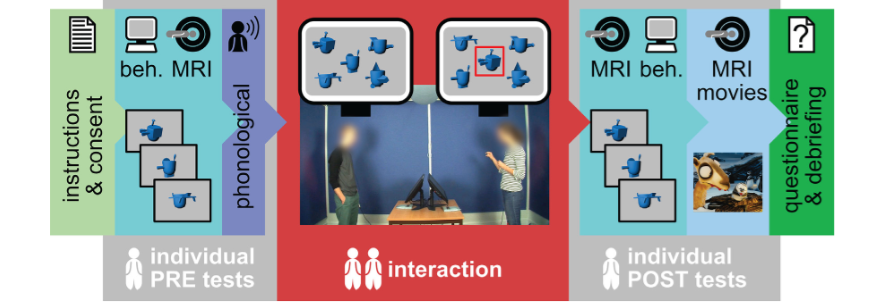 instructions
& consent
beh. MRI
phonological
MRI beh.
MRI
movies
?
questionnaire
& debriefing
individual
PRE tests
interaction
individual
POST tests